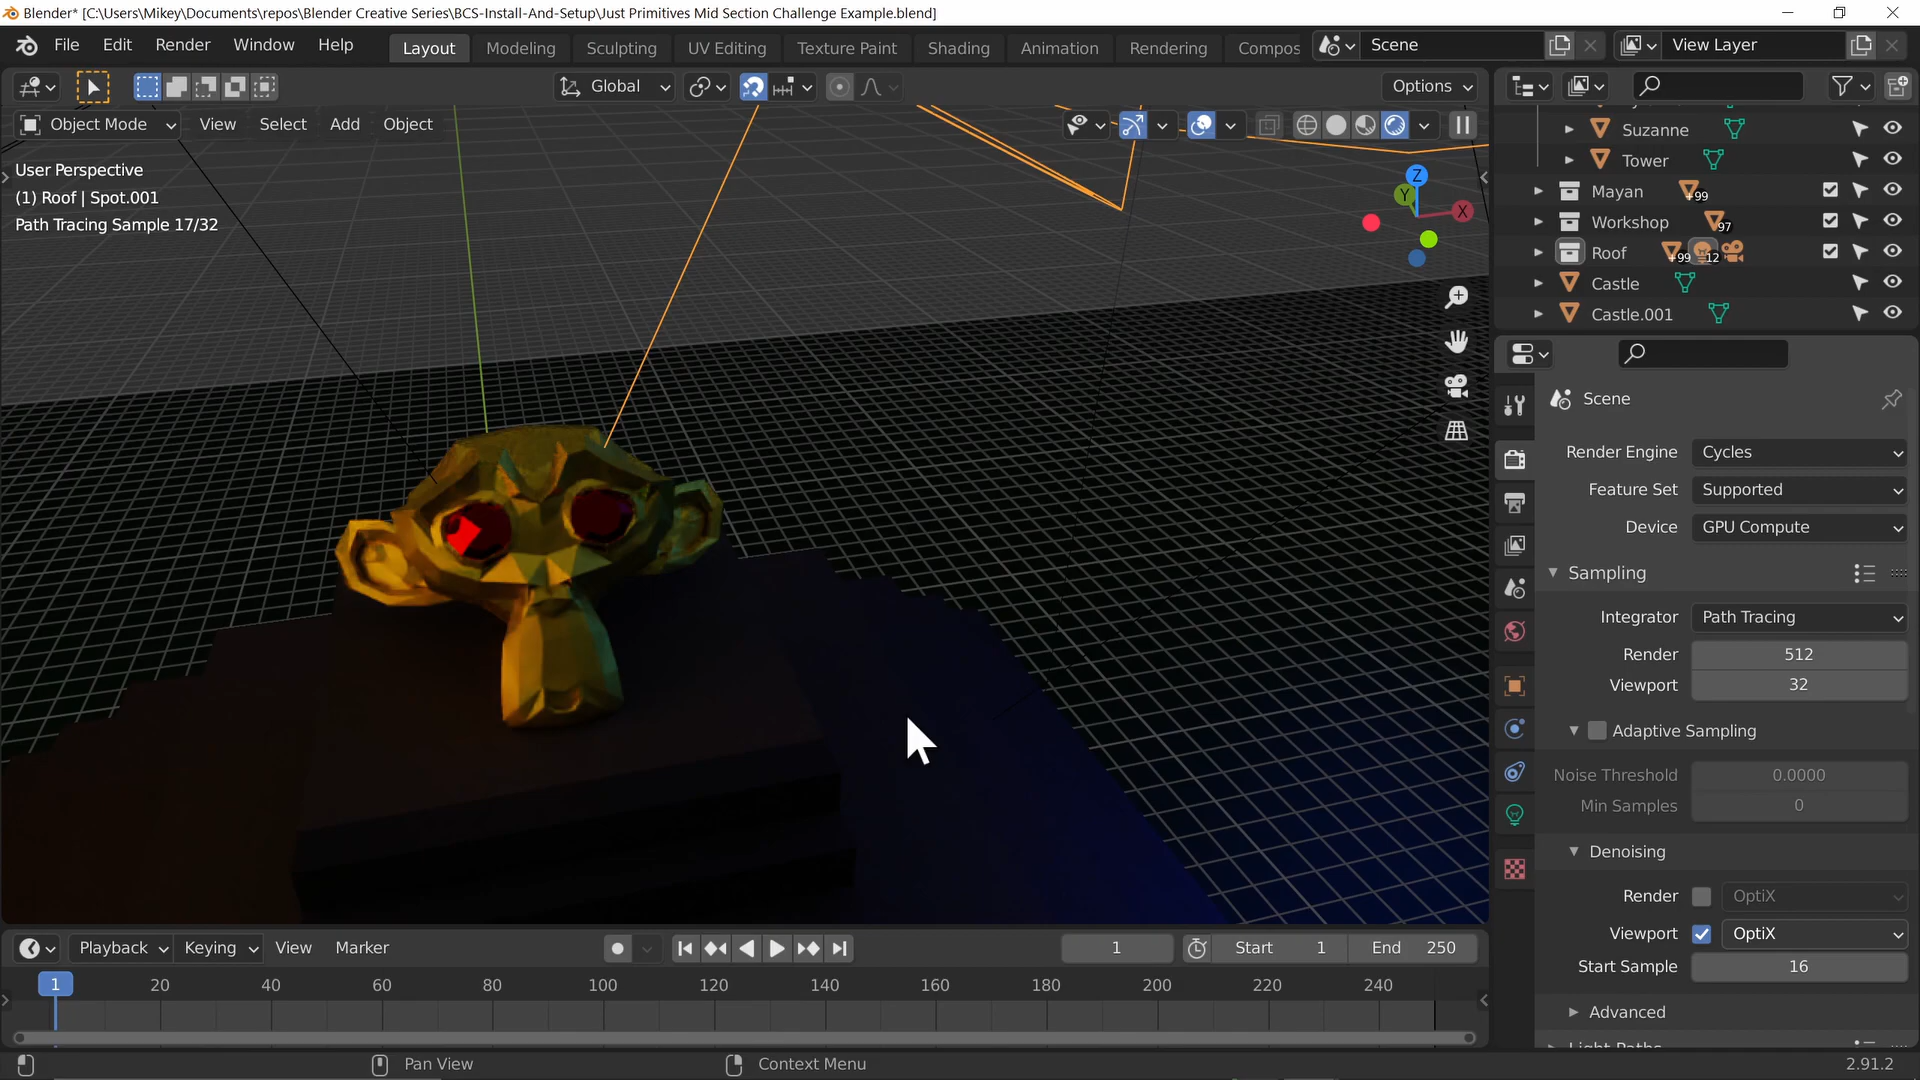 Blender* [C:\Users\Mikey\Documents\repos\Blender Creative Series\BCS-Install-And-Setup\Just Primitives Mid Section Challenge Example.blend]
File Edit Render Window Help Layout Modeling Sculpting UV Editing Texture Paint Shading Animation Rendering Compos Scene View Layer
Global Options
Object Mode View Select Add Object
User Perspective
(1) Roof | Spot.001
Path Tracing Sample 17/32
Z
Y
X
Suzanne
Tower
Mayan +99
Workshop 97
Roof +99 12
Castle
Castle.001
Scene
Render Engine Cycles
Feature Set Supported
Device GPU Compute
Sampling
Integrator Path Tracing
Render 512
Viewport 32
Adaptive Sampling
Noise Threshold 0.0000
Min Samples 0
Denoising
Render OptiX
Viewport OptiX
Start Sample 16
Advanced
Light Paths
Playback Keying View Marker 1 Start 1 End 250
1 20 40 60 80 100 120 140 160 180 200 220 240
Pan View Context Menu 2.91.2